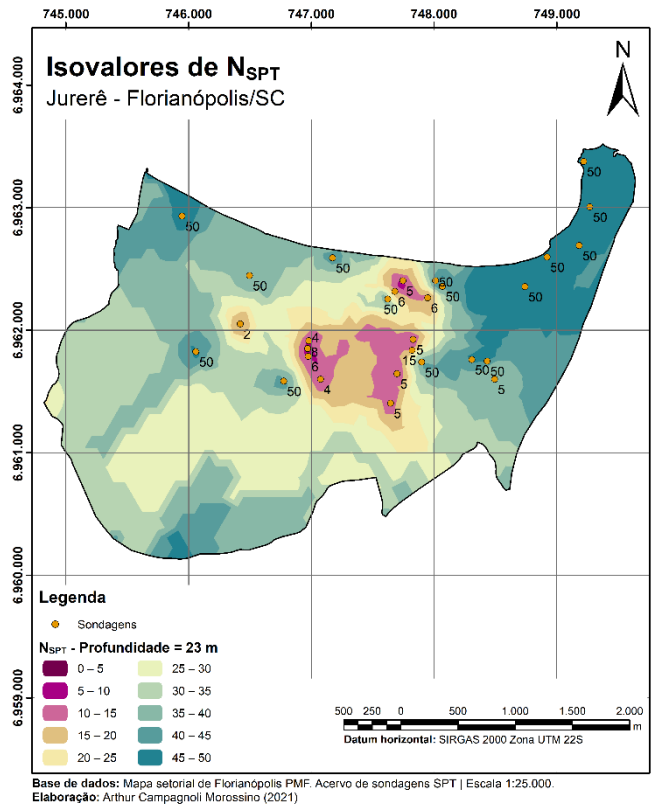 745.000 746.000 747.000 748.000 749.000
Isovalores de NSPT
Jurerê - Florianópolis/SC
N
6.964.000
6.963.000
6.962.000
6.961.000
6.960.000
6.959.000
50
50
50
50
50
50
50
50
50
50
5
6
50
6
2
4
8
6
4
5
15
50
5
5
50
50
50
50
5
Legenda
Sondagens
NSPT - Profundidade = 23 m
0 – 5 25 – 30
5 – 10 30 – 35
10 – 15 35 – 40
15 – 20 40 – 45
20 – 25 45 – 50
500 250 0 500 1.000 1.500 2.000
m
Datum horizontal: SIRGAS 2000 Zona UTM 22S
Base de dados: Mapa setorial de Florianópolis PMF. Acervo de sondagens SPT | Escala 1:25.000.
Elaboração: Arthur Campagnoli Morossino (2021)